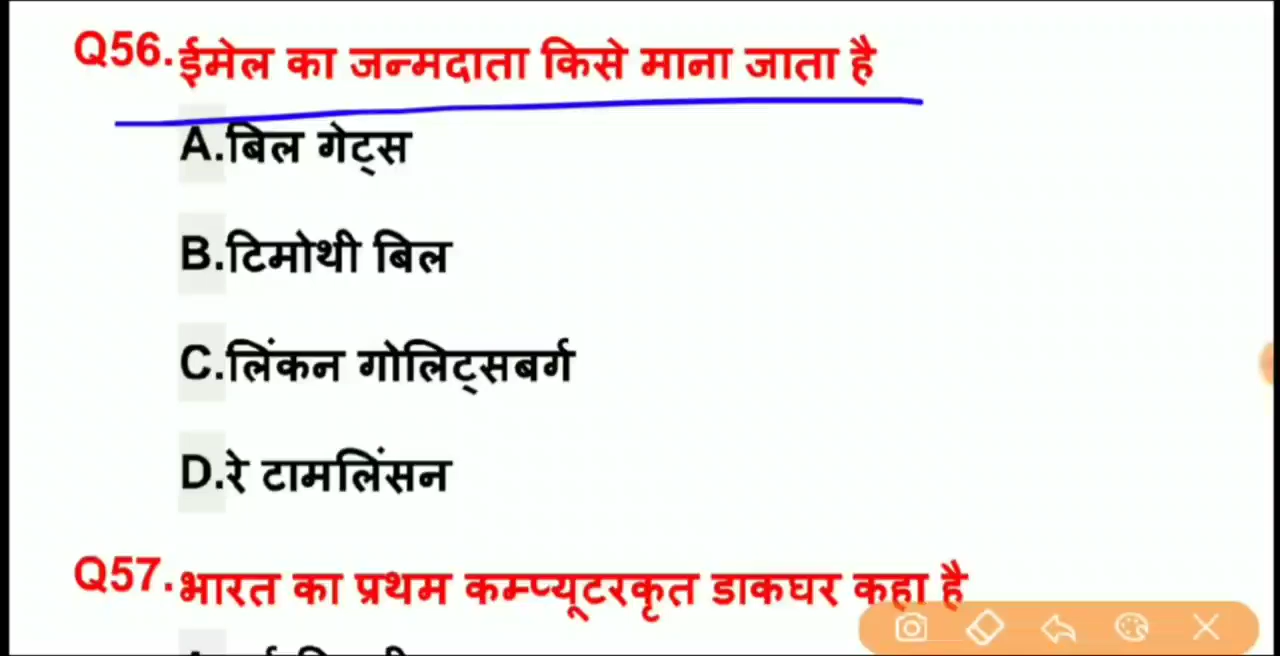 Q56.ईमेल का जन्मदाता किसे माना जाता है
A.बिल गेट्स
B.टिमोथी बिल
C.लिंकन गोलिट्सबर्ग
D.रे टामलिंसन
Q57.भारत का प्रथम कम्प्यूटरकृत डाकघर कहा है